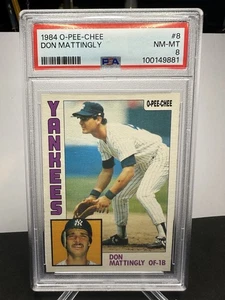 1984 O-PEE-CHEE #8
DON MATTINGLY NM-MT
8
PSA 100149881
O-PEE-CHEE
YANKEES
DON
MATTINGLY OF-1B